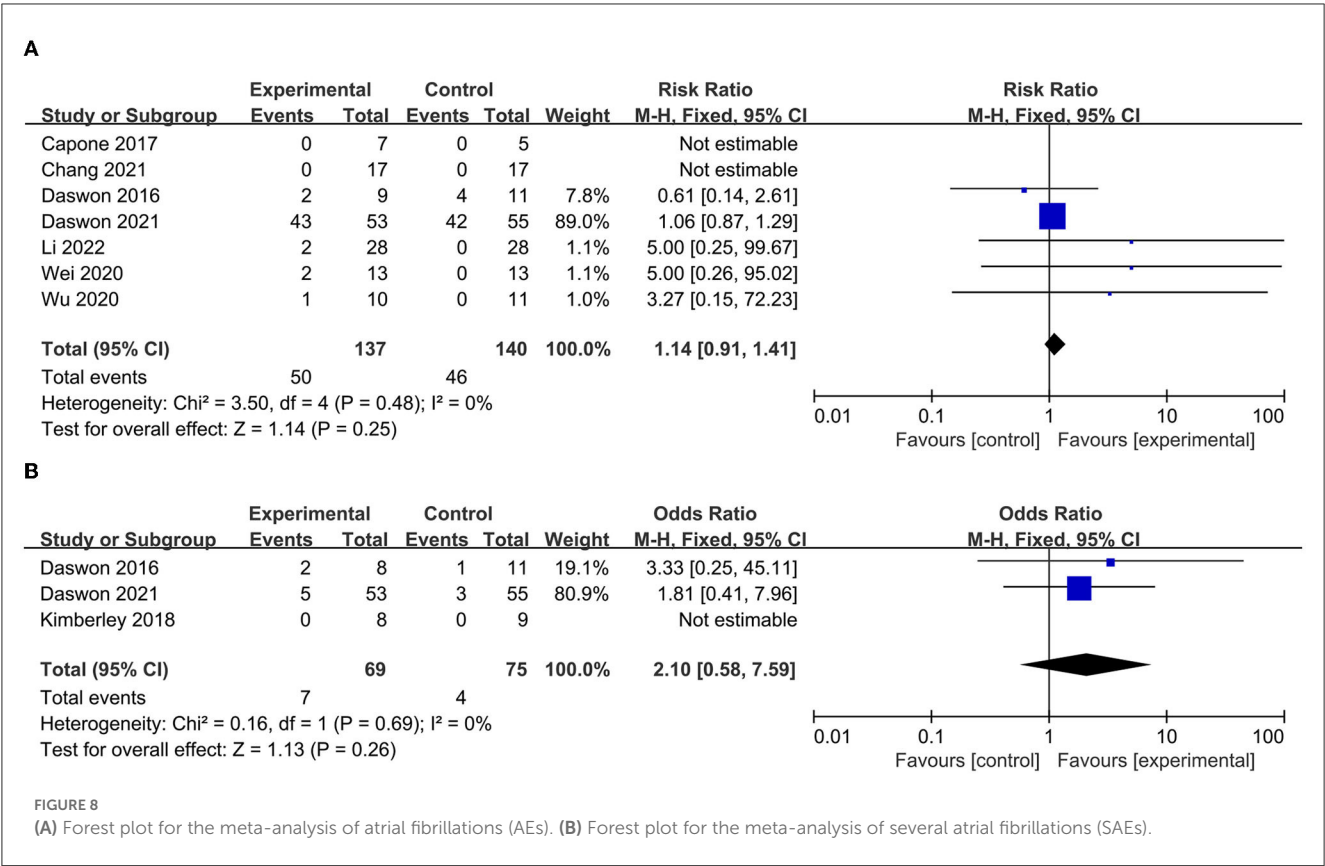 A
Experimental Control Risk Ratio Risk Ratio
Study or Subgroup Events Total Events Total Weight M-H, Fixed, 95% CI M-H, Fixed, 95% CI
Capone 2017 0 7 0 5 Not estimable
Chang 2021 0 17 0 17 Not estimable
Daswon 2016 2 9 4 11 7.8% 0.61 [0.14, 2.61]
Daswon 2021 43 53 42 55 89.0% 1.06 [0.87, 1.29]
Li 2022 2 28 0 28 1.1% 5.00 [0.25, 99.67]
Wei 2020 2 13 0 13 1.1% 5.00 [0.26, 95.02]
Wu 2020 1 10 0 11 1.0% 3.27 [0.15, 72.23]
Total (95% CI) 137 140 100.0% 1.14 [0.91, 1.41]
Total events 50 46
Heterogeneity: Chi² = 3.50, df = 4 (P = 0.48); I² = 0%
Test for overall effect: Z = 1.14 (P = 0.25)
0.01 0.1 1 10 100
Favours [control] Favours [experimental]
B
Experimental Control Odds Ratio Odds Ratio
Study or Subgroup Events Total Events Total Weight M-H, Fixed, 95% CI M-H, Fixed, 95% CI
Daswon 2016 2 8 1 11 19.1% 3.33 [0.25, 45.11]
Daswon 2021 5 53 3 55 80.9% 1.81 [0.41, 7.96]
Kimberley 2018 0 8 0 9 Not estimable
Total (95% CI) 69 75 100.0% 2.10 [0.58, 7.59]
Total events 7 4
Heterogeneity: Chi² = 0.16, df = 1 (P = 0.69); I² = 0%
Test for overall effect: Z = 1.13 (P = 0.26)
0.01 0.1 1 10 100
Favours [control] Favours [experimental]
FIGURE 8
(A) Forest plot for the meta-analysis of atrial fibrillations (AEs). (B) Forest plot for the meta-analysis of several atrial fibrillations (SAEs).